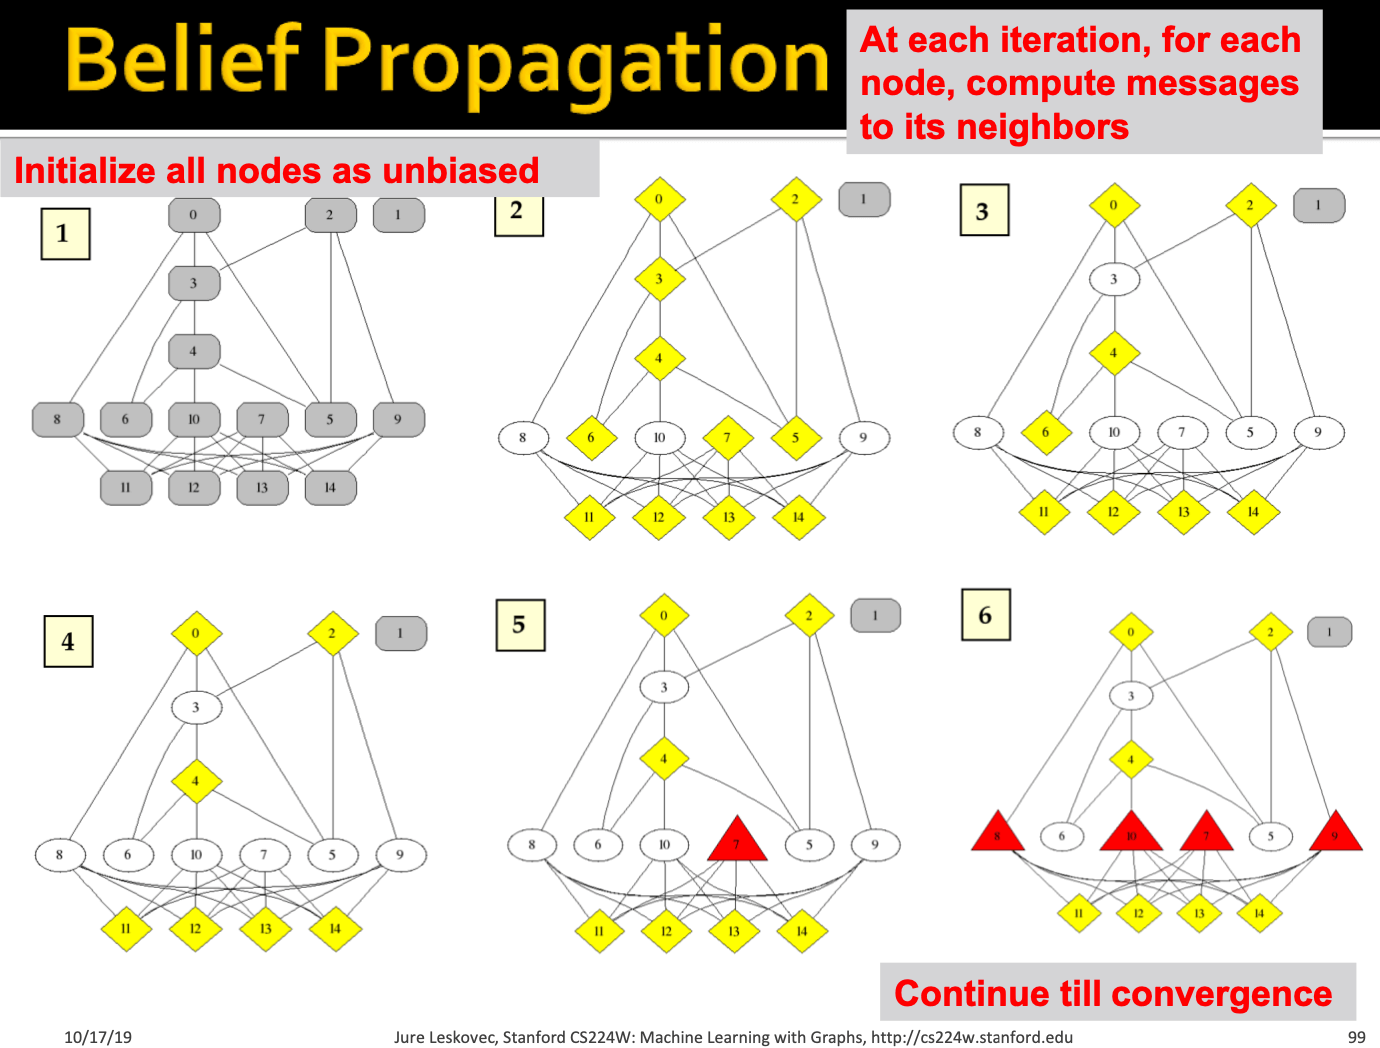 Belief Propagation
At each iteration, for each
node, compute messages
to its neighbors
Initialize all nodes as unbiased
1
0 2 1
3
4
8 6 10 7 5 9
11 12 13 14
2
0 2 1
3
4
8 6 10 7 5 9
11 12 13 14
3
0 2 1
3
4
8 6 10 7 5 9
11 12 13 14
4
0 2 1
3
4
8 6 10 7 5 9
11 12 13 14
5
0 2 1
3
4
8 6 10 7 5 9
11 12 13 14
6
0 2 1
3
4
8 6 10 7 5 9
11 12 13 14
Continue till convergence
10/17/19 Jure Leskovec, Stanford CS224W: Machine Learning with Graphs, http://cs224w.stanford.edu 99